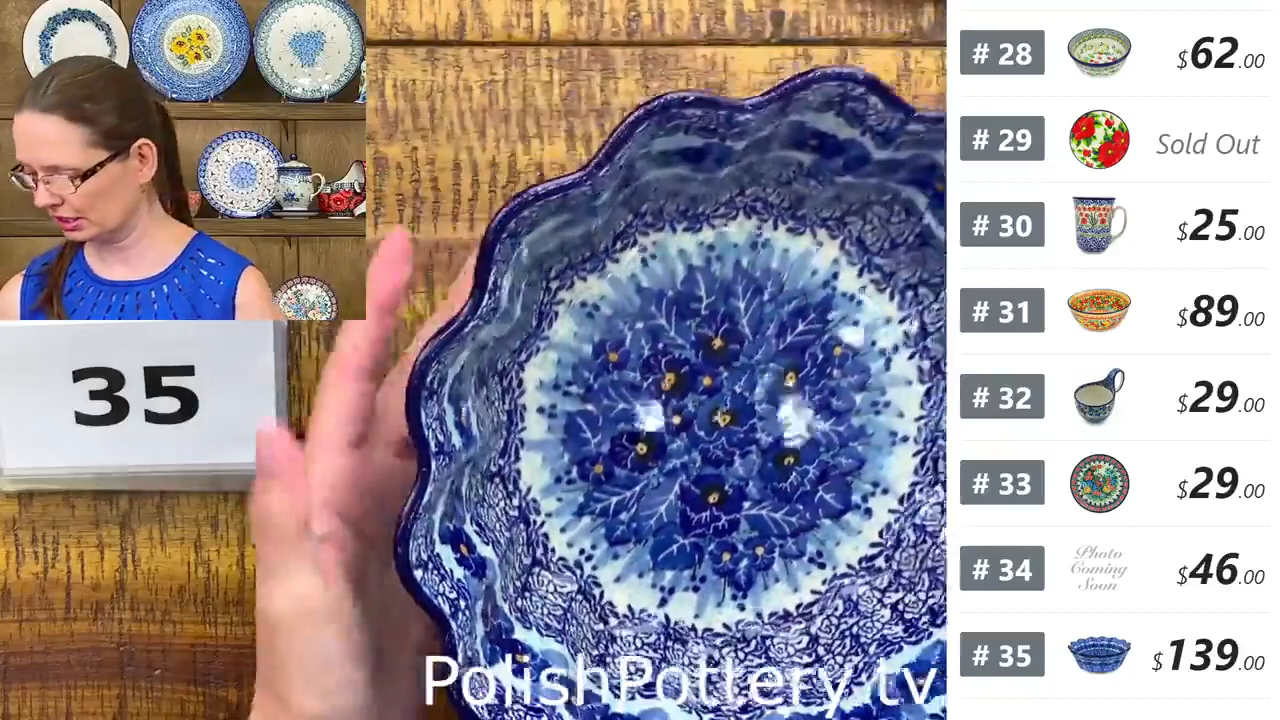 35
PolishPottery.tv
# 28 $62.00
# 29 Sold Out
# 30 $25.00
# 31 $89.00
# 32 $29.00
# 33 $29.00
# 34 Photo Coming Soon $46.00
# 35 $139.00